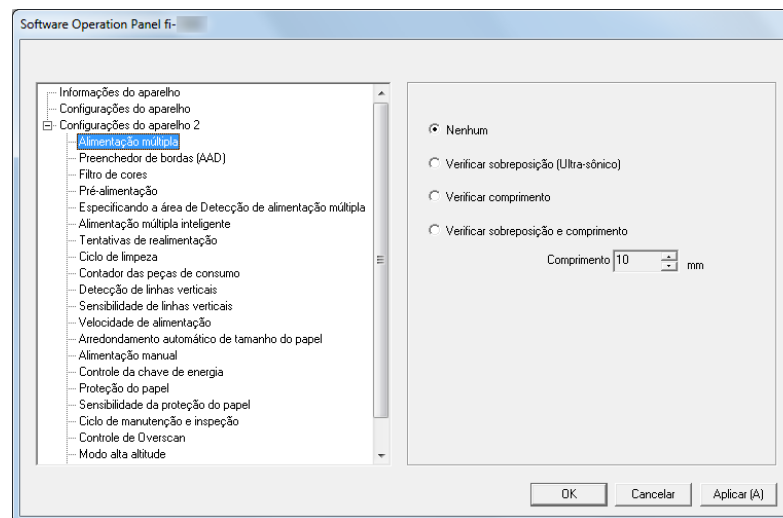 Software Operation Panel fi-
Informações do aparelho
Configurações do aparelho
Configurações do aparelho 2
Alimentação múltipla
Preenchedor de bordas (AAD)
Filtro de cores
Pré-alimentação
Especificando a área de Detecção de alimentação múltipla
Alimentação múltipla inteligente
Tentativas de realimentação
Ciclo de limpeza
Contador das peças de consumo
Detecção de linhas verticais
Sensibilidade de linhas verticais
Velocidade de alimentação
Arredondamento automático de tamanho do papel
Alimentação manual
Controle da chave de energia
Proteção do papel
Sensibilidade da proteção do papel
Ciclo de manutenção e inspeção
Controle de Overscan
Modo alta altitude
Nenhum
Verificar sobreposição (Ultra-sônico)
Verificar comprimento
Verificar sobreposição e comprimento
Comprimento 10 mm
OK Cancelar Aplicar (A)